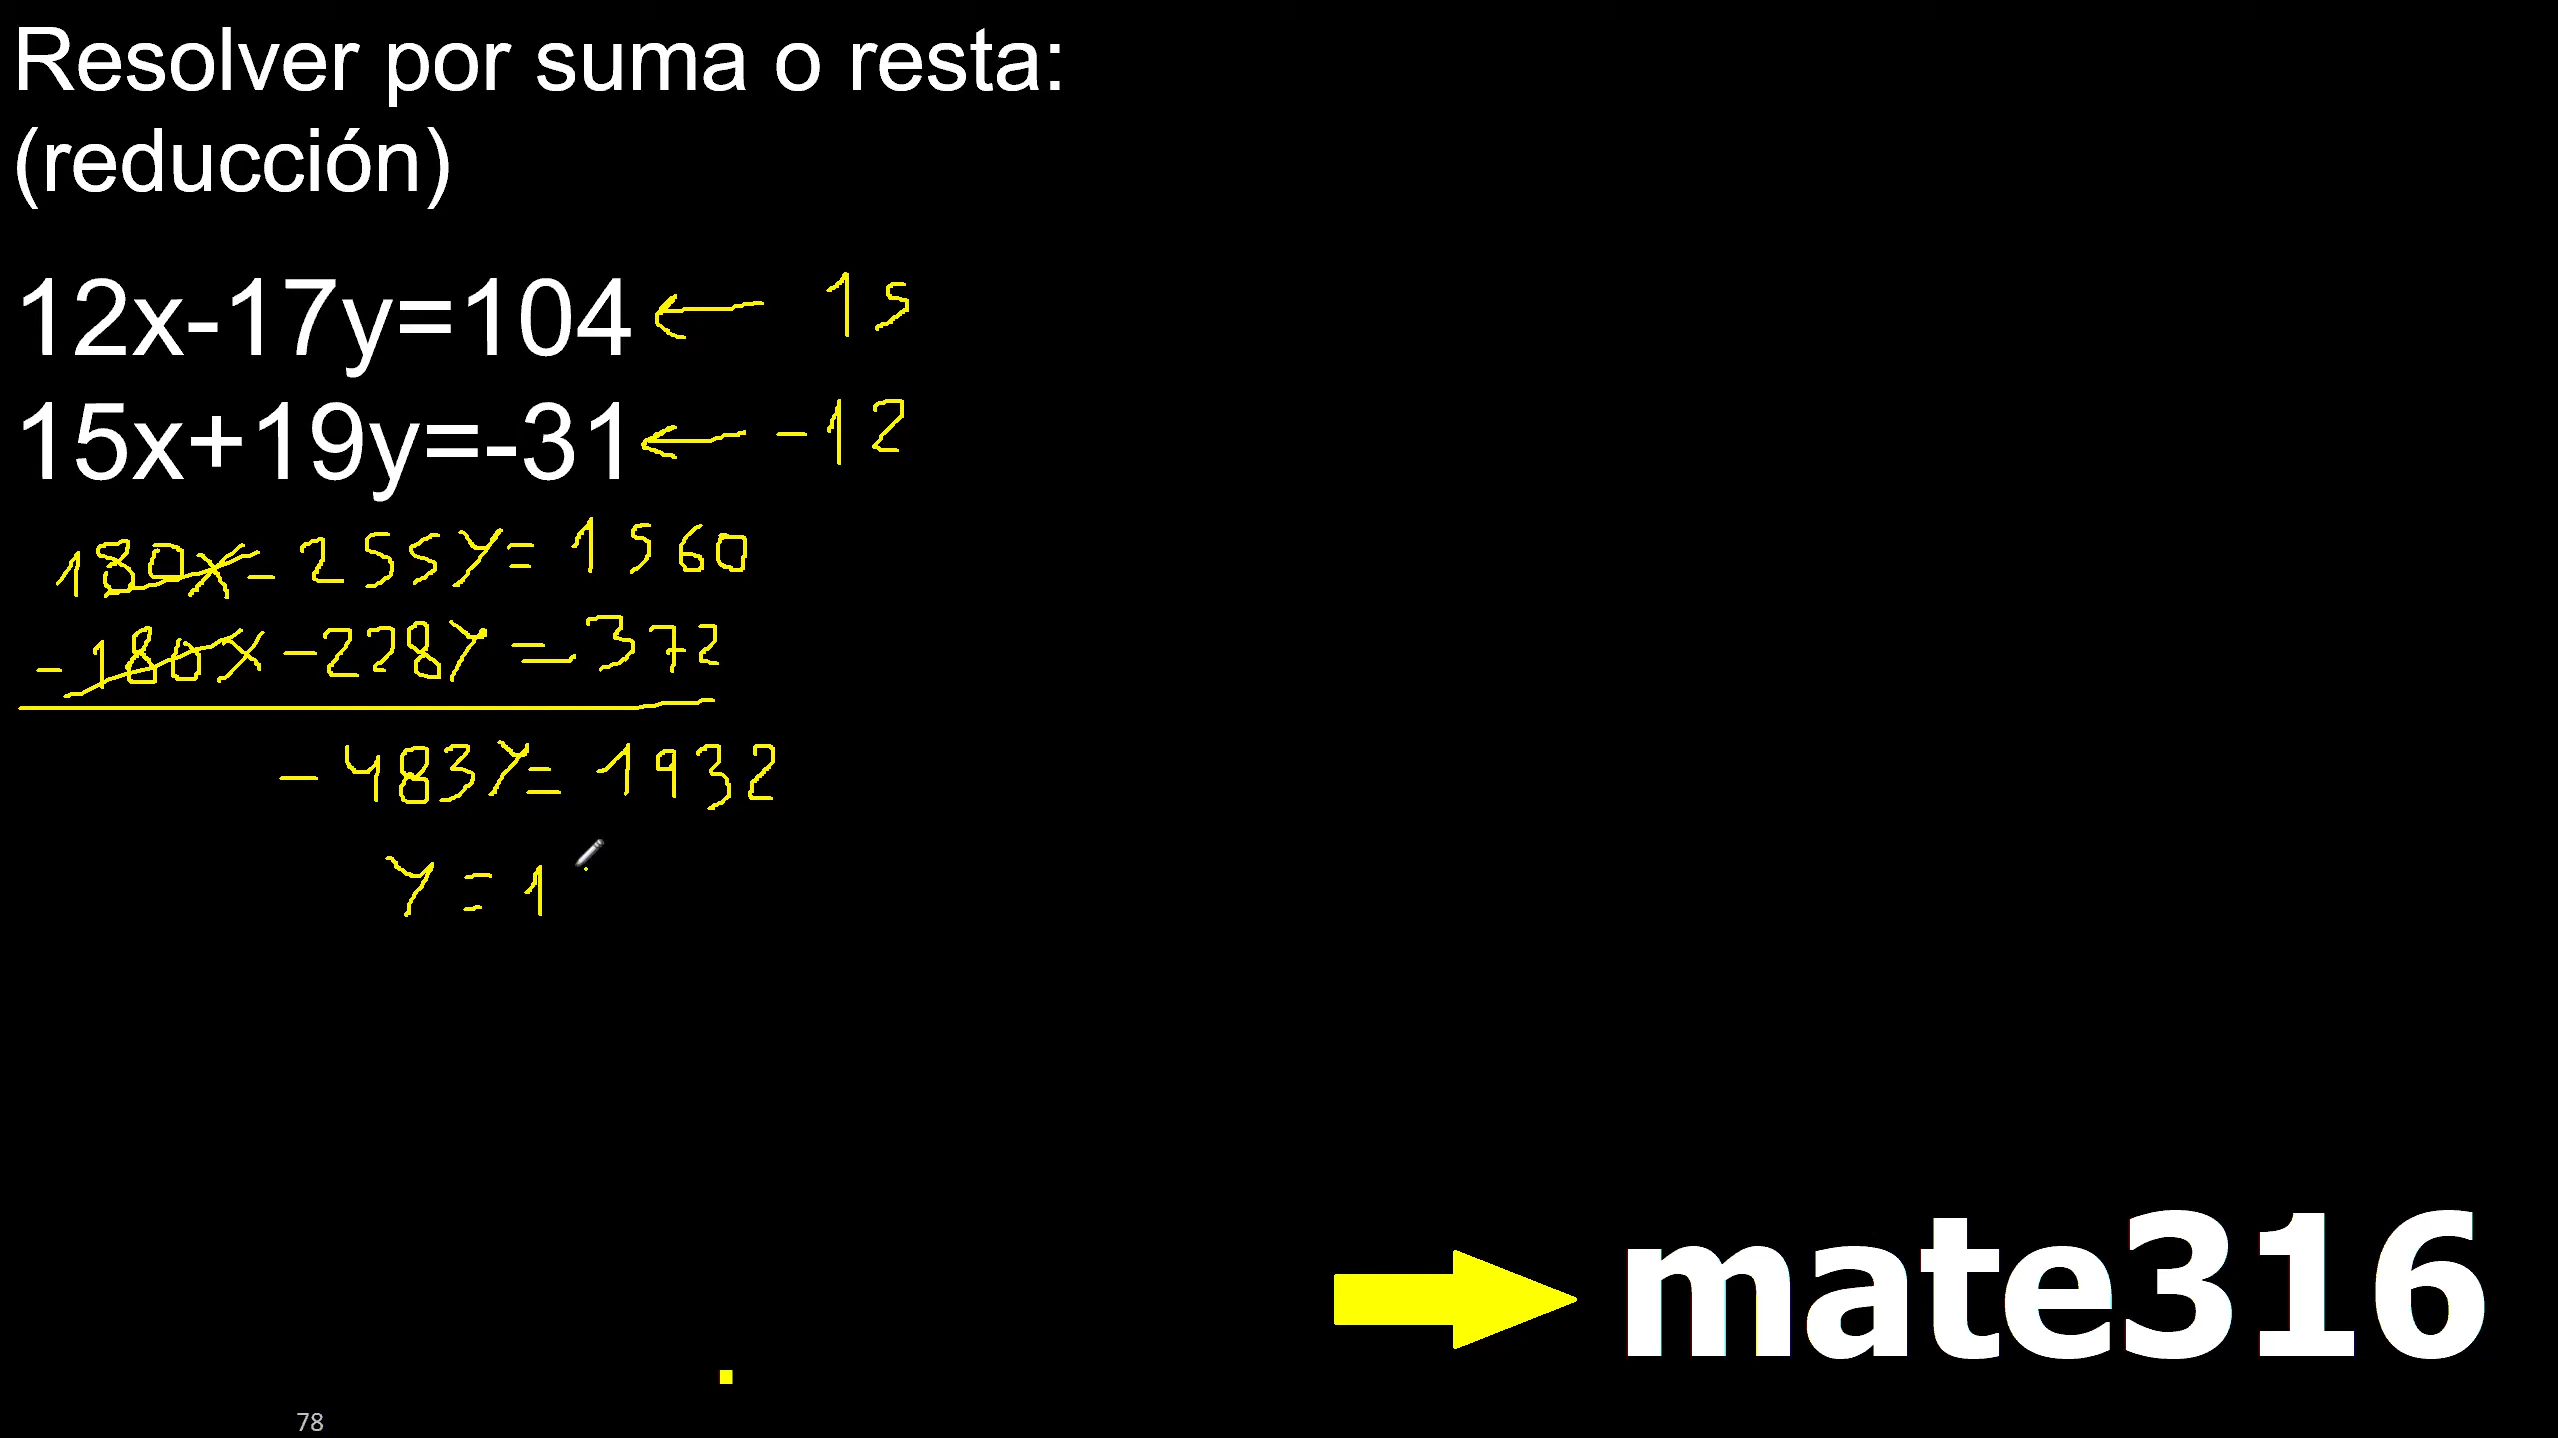 Resolver por suma o resta:
(reducción)
12x-17y=104 ← 15
15x+19y=-31 ← -12
180x-255y=1560
-180x-228y=372
-483y=1932
y=1
mate316
78